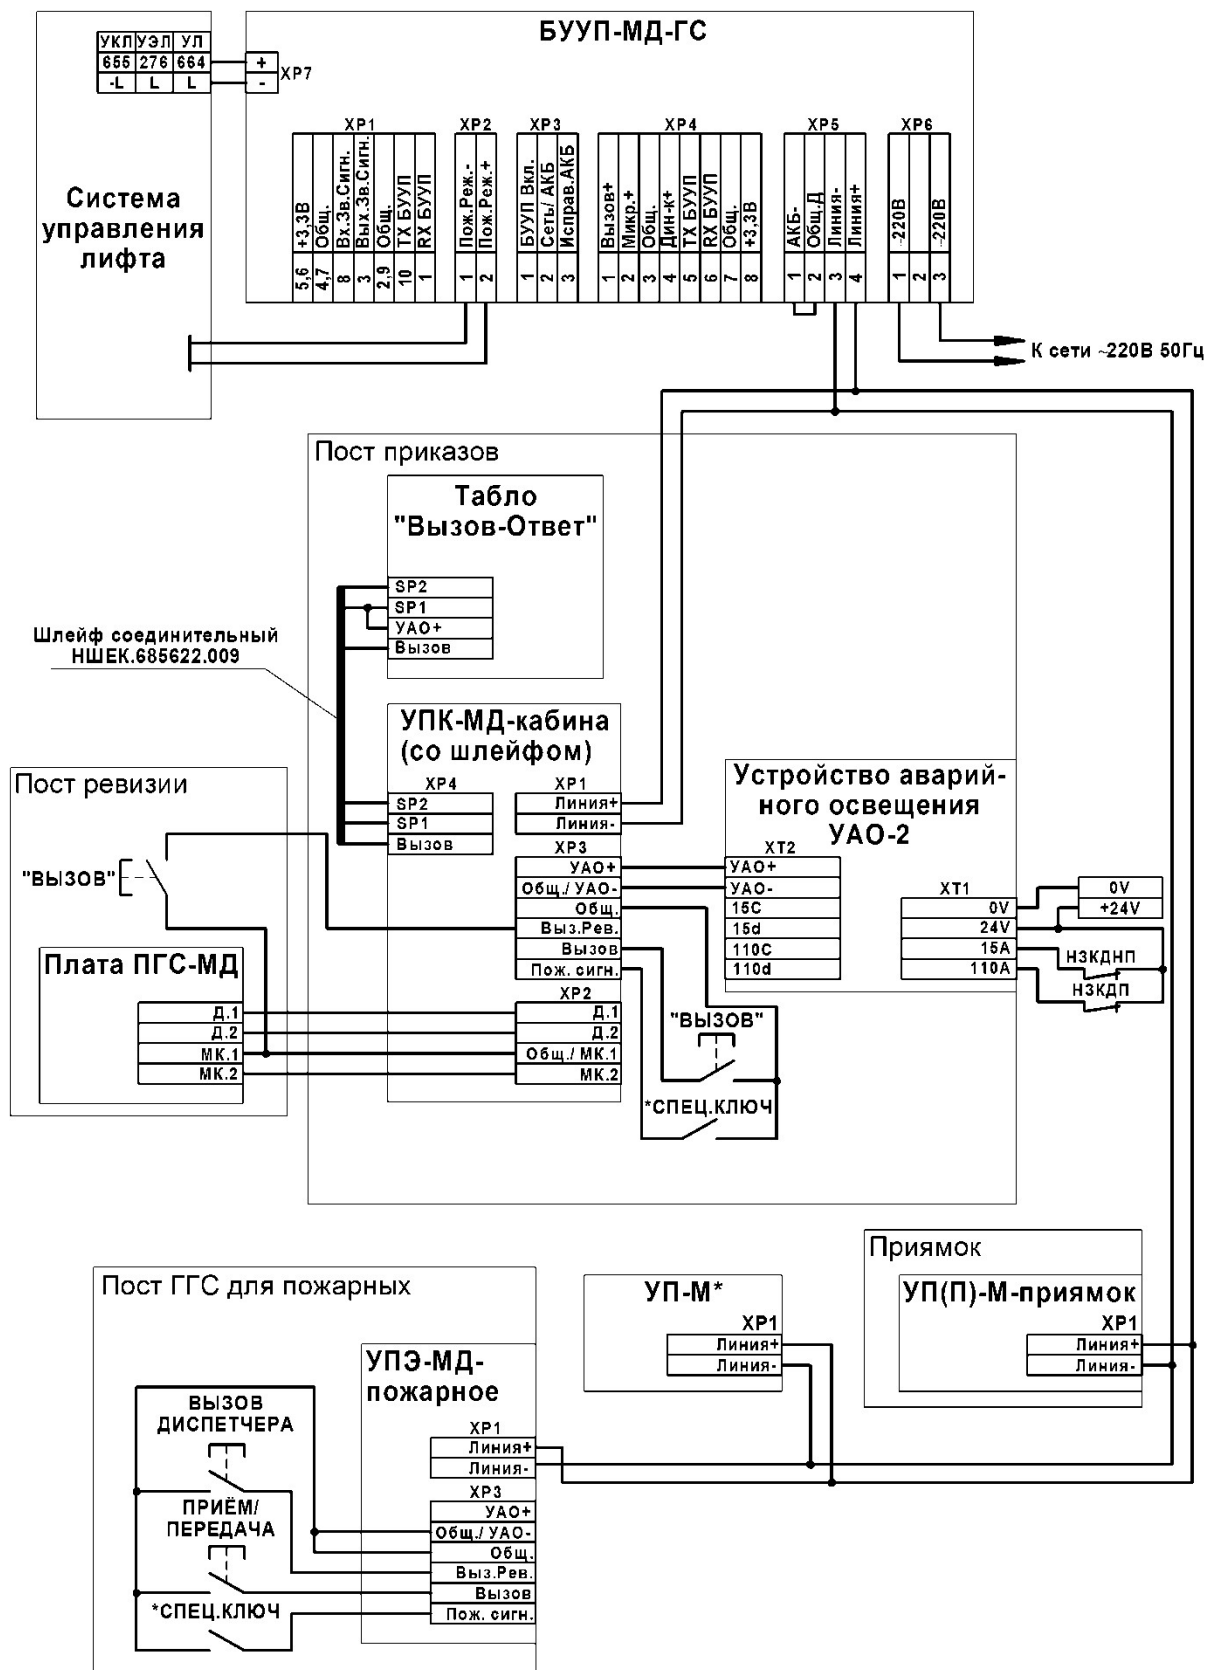 БУУП-МД-ГС
УКЛ УЭЛ УЛ
655 276 664
-L L L
+
-
XP7
Система
управления
лифта
XP1
+3,3В
Общ.
Вх.Зв.Сигн.
Вых.Зв.Сигн.
Общ.
TX БУУП
RX БУУП
5,6 4,7 8 3 2,9 10 1
XP2
Пож.Реж.-
Пож.Реж.+
1 2
XP3
БУУП Вкл.
Сеть/ АКБ
Исправ.АКБ
1 2 3
XP4
Вызов+
Микр.+
Общ.
Дин-к+
TX БУУП
RX БУУП
Общ.
+3,3В
1 2 3 4 5 6 7 8
XP5
АКБ-
Общ.Д
Линия-
Линия+
1 2 3 4
XP6
~220В
~220В
1 2 3
К сети ~220В 50Гц
Пост приказов
Табло
"Вызов-Ответ"
SP2
SP1
УАО+
Вызов
Шлейф соединительный
НШЕК.685622.009
УПК-МД-кабина
(со шлейфом)
XP4
SP2
SP1
Вызов
XP1
Линия+
Линия-
XP3
УАО+
Общ./ УАО-
Общ.
Выз.Рев.
Вызов
Пож. сигн.
XP2
Д.1
Д.2
Общ./ МК.1
МК.2
Устройство аварий-
ного освещения
УАО-2
XT2
УАО+
УАО-
15C
15d
110C
110d
XT1
0V
24V
15A
110A
0V
+24V
НЗКДНП
НЗКДП
"ВЫЗОВ"
*СПЕЦ.КЛЮЧ
Пост ревизии
"ВЫЗОВ"
Плата ПГС-МД
Д.1
Д.2
МК.1
МК.2
Приямок
УП(П)-М-приямок
XP1
Линия+
Линия-
УП-М*
XP1
Линия+
Линия-
Пост ГГС для пожарных
УПЭ-МД-
пожарное
XP1
Линия+
Линия-
XP3
УАО+
Общ./ УАО-
Общ.
Выз.Рев.
Вызов
Пож. сигн.
ВЫЗОВ
ДИСПЕТЧЕРА
ПРИЁМ/
ПЕРЕДАЧА
*СПЕЦ.КЛЮЧ